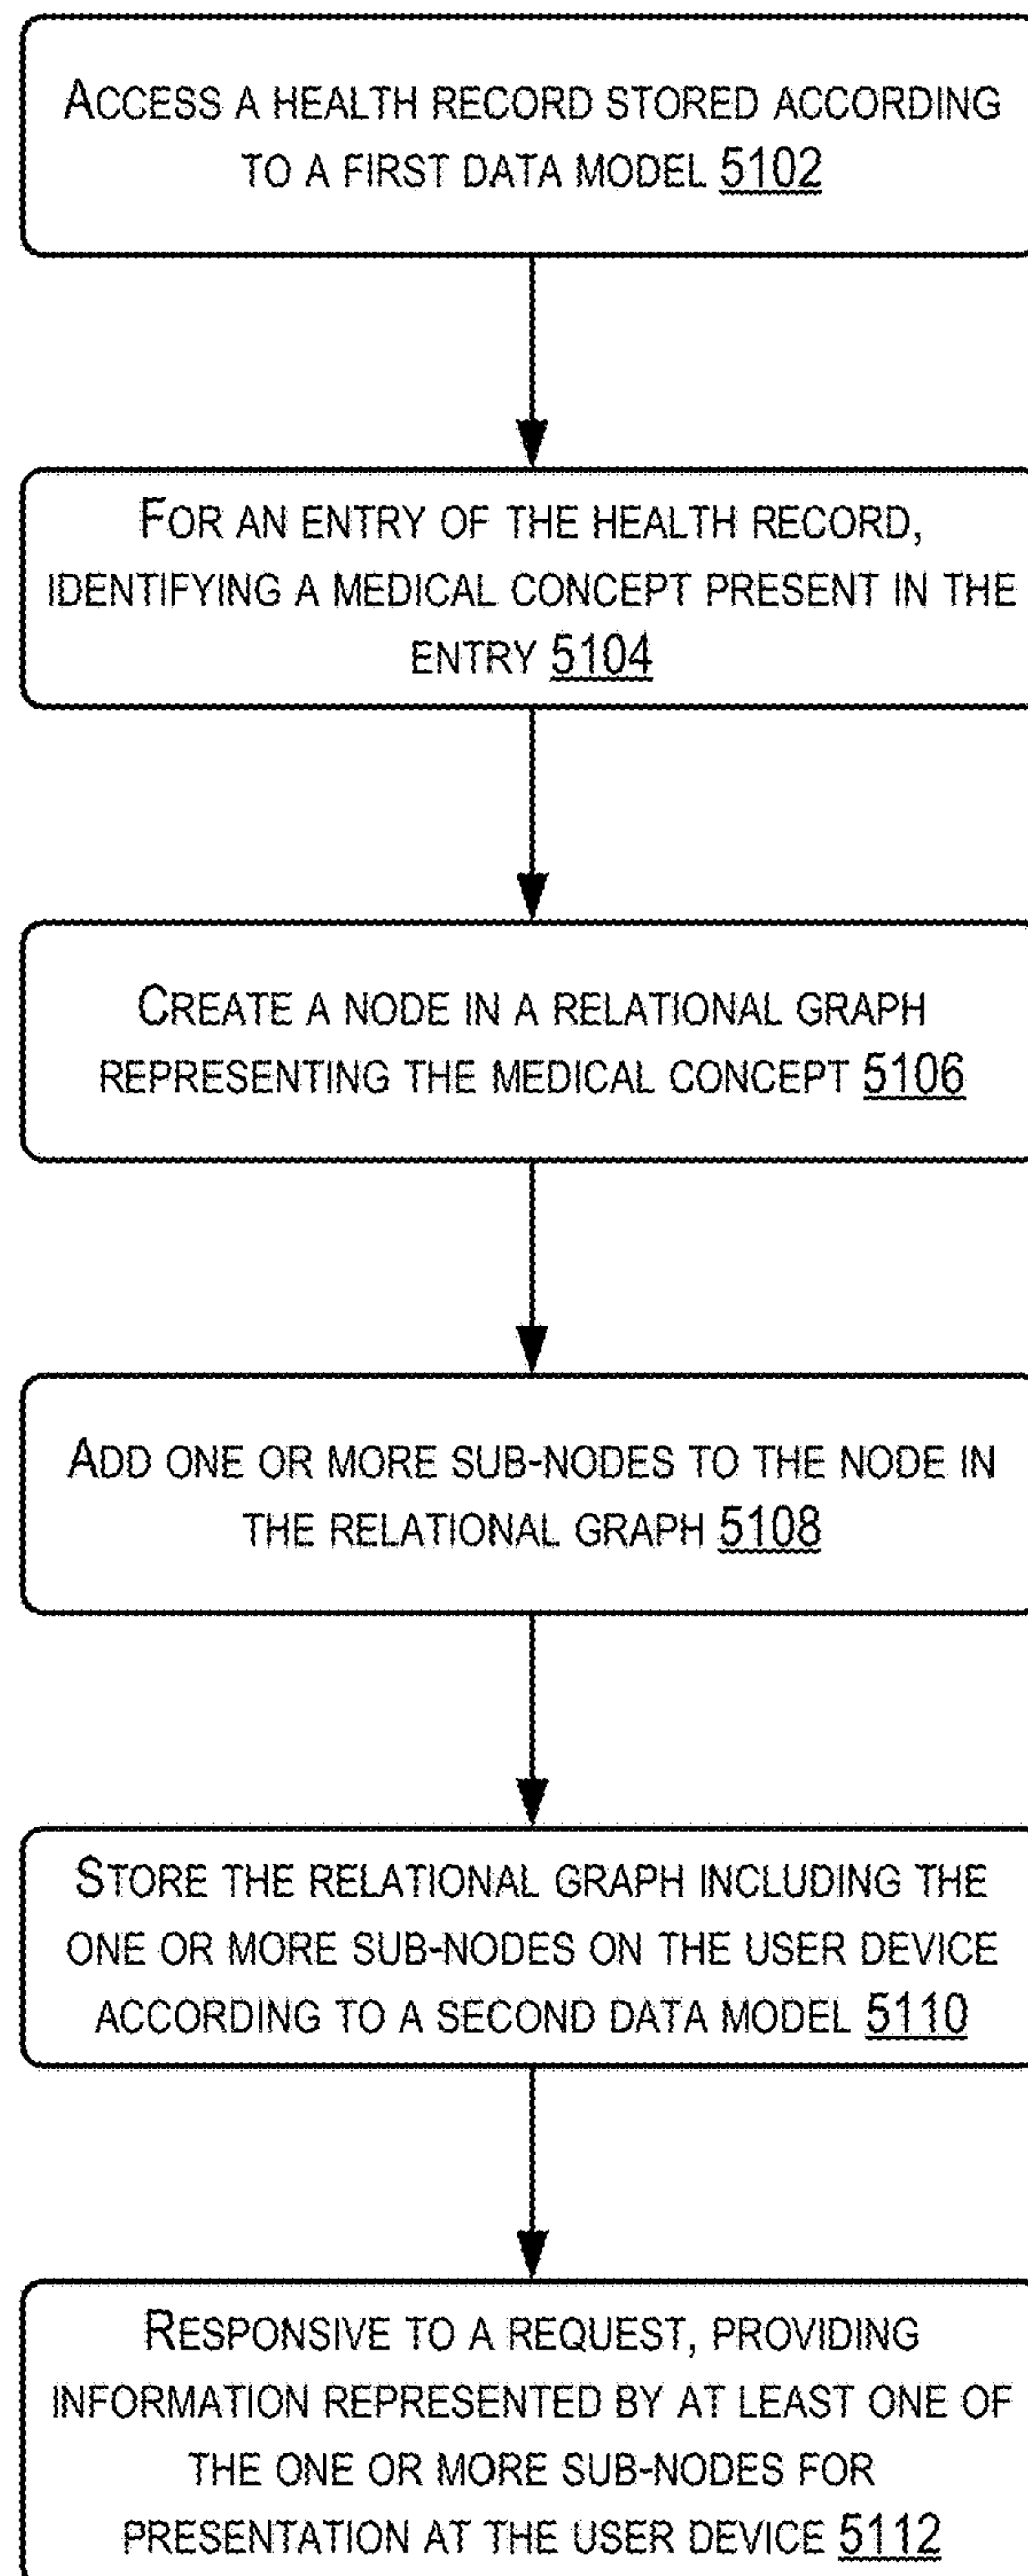 ACCESS A HEALTH RECORD STORED ACCORDING
TO A FIRST DATA MODEL 5102
FOR AN ENTRY OF THE HEALTH RECORD,
IDENTIFYING A MEDICAL CONCEPT PRESENT IN THE
ENTRY 5104
CREATE A NODE IN A RELATIONAL GRAPH
REPRESENTING THE MEDICAL CONCEPT 5106
ADD ONE OR MORE SUB-NODES TO THE NODE IN
THE RELATIONAL GRAPH 5108
STORE THE RELATIONAL GRAPH INCLUDING THE
ONE OR MORE SUB-NODES ON THE USER DEVICE
ACCORDING TO A SECOND DATA MODEL 5110
RESPONSIVE TO A REQUEST, PROVIDING
INFORMATION REPRESENTED BY AT LEAST ONE OF
THE ONE OR MORE SUB-NODES FOR
PRESENTATION AT THE USER DEVICE 5112